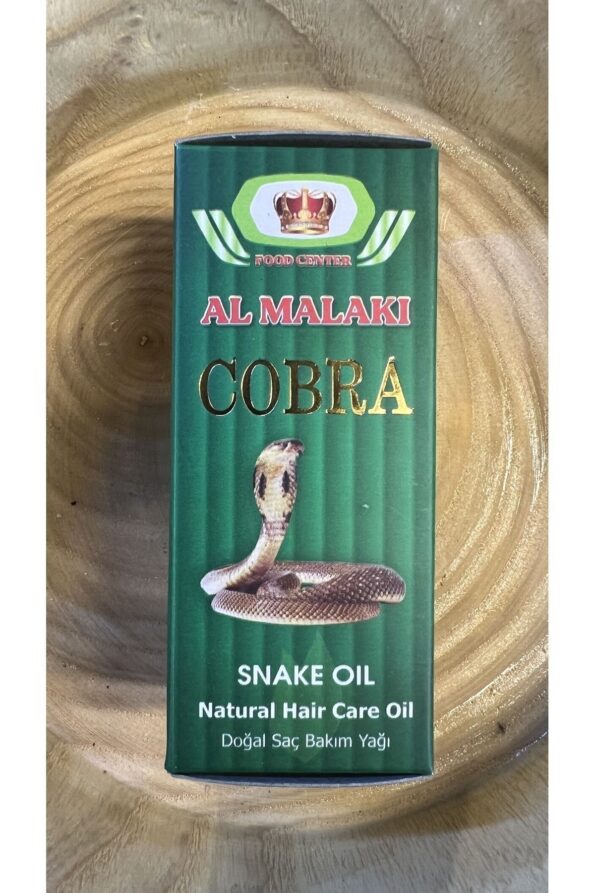 FOOD CENTER
AL MALAKI
COBRA
SNAKE OIL
Natural Hair Care Oil
Doğal Saç Bakım Yağı